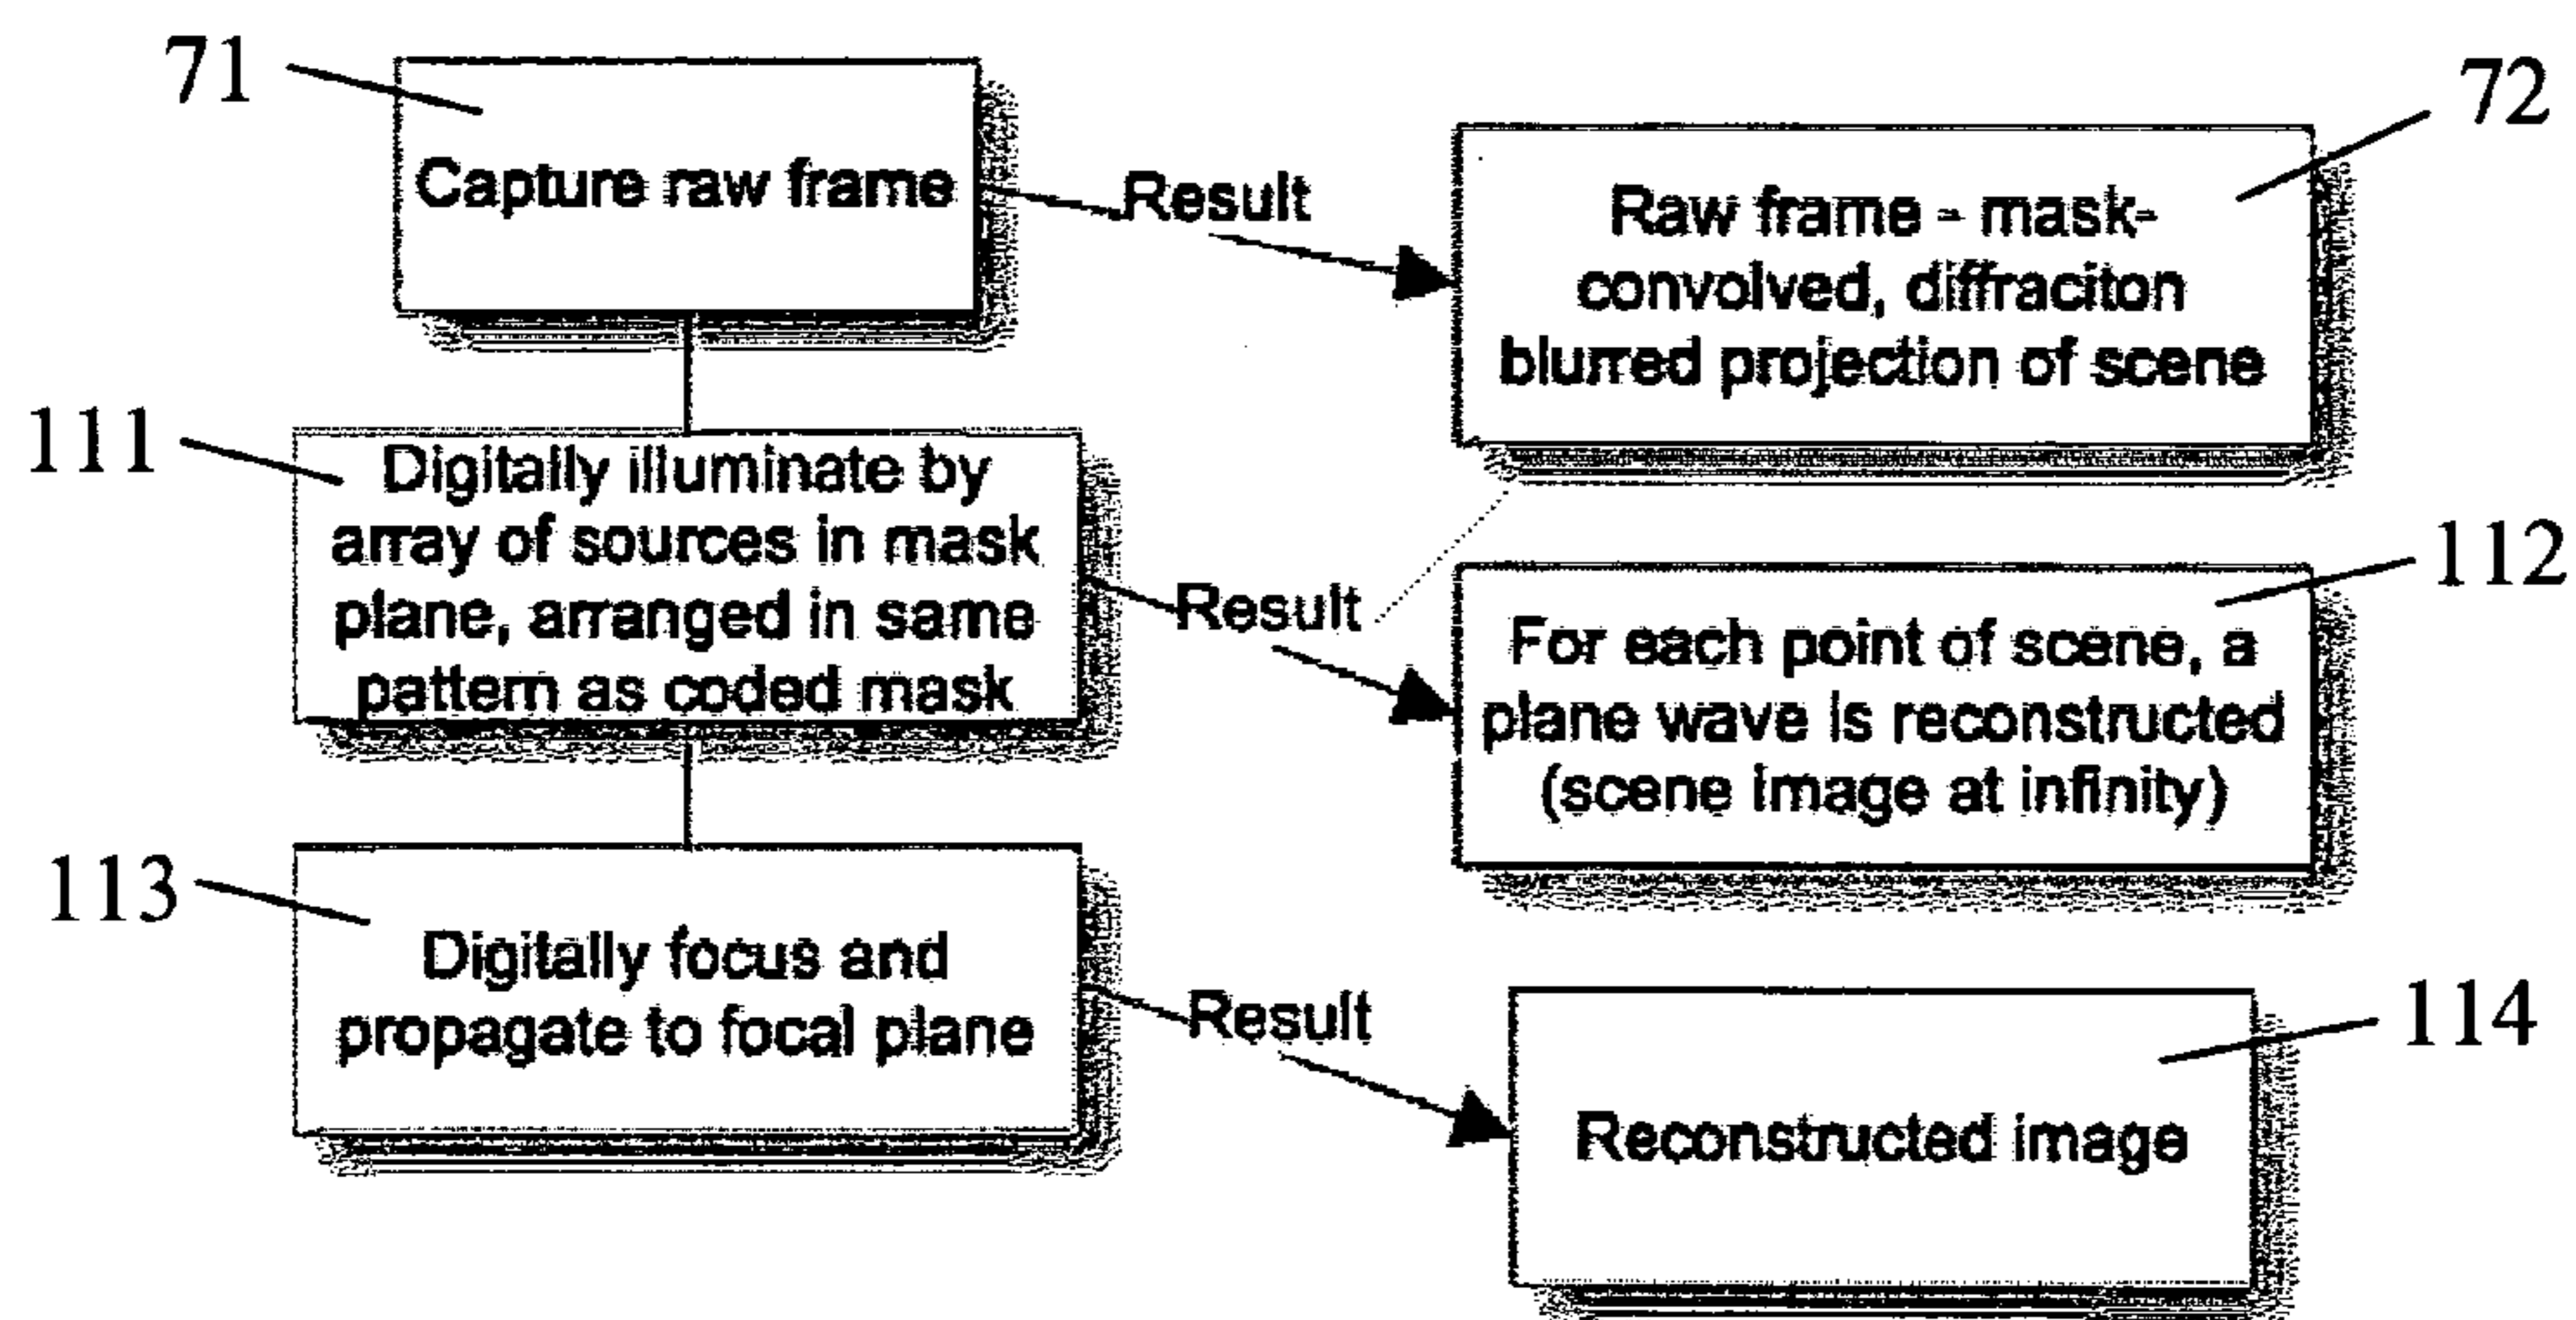 71
Capture raw frame
Result
72
Raw frame - mask-
convolved, diffraciton
blurred projection of scene
111
Digitally illuminate by
array of sources in mask
plane, arranged in same
pattern as coded mask
Result
112
For each point of scene, a
plane wave is reconstructed
(scene image at infinity)
113
Digitally focus and
propagate to focal plane
Result
114
Reconstructed image